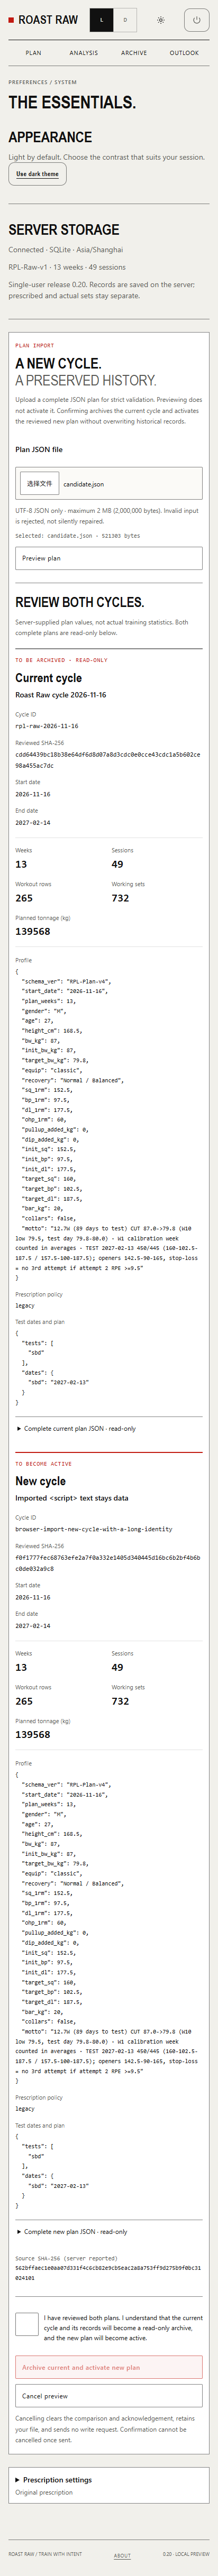 ROAST RAW
L D
PLAN ANALYSIS ARCHIVE OUTLOOK
PREFERENCES / SYSTEM
THE ESSENTIALS.
APPEARANCE
Light by default. Choose the contrast that suits your session.
Use dark theme
SERVER STORAGE
Connected · SQLite · Asia/Shanghai
RPL-Raw-v1 · 13 weeks · 49 sessions
Single-user release 0.20. Records are saved on the server;
prescribed and actual sets stay separate.
PLAN IMPORT
A NEW CYCLE.
A PRESERVED HISTORY.
Upload a complete JSON plan for strict validation. Previewing does
not activate it. Confirming archives the current cycle and activates
the reviewed new plan without overwriting historical records.
Plan JSON file
选择文件 candidate.json
UTF-8 JSON only · maximum 2 MB (2,000,000 bytes). Invalid input
is rejected, not silently repaired.
Selected: candidate.json · 521303 bytes
Preview plan
REVIEW BOTH CYCLES.
Server-supplied plan values, not actual training statistics. Both
complete plans are read-only below.
TO BE ARCHIVED · READ-ONLY
Current cycle
Roast Raw cycle 2026-11-16
Cycle ID
rpl-raw-2026-11-16
Reviewed SHA-256
Start date
2026-11-16
End date
2027-02-14
Weeks Sessions
13 49
Workout rows Working sets
265 732
Planned tonnage (kg)
139568
Profile
{
"schema_ver": "RPL-Plan-v4",
"start_date": "2026-11-16",
"plan_weeks": 13,
"gender": "M",
"age": 27,
"height_cm": 168.5,
"bw_kg": 87,
"init_bw_kg": 87,
"target_bw_kg": 79.8,
"equip": "classic",
"recovery": "Normal / Balanced",
"sq_1rm": 152.5,
"bp_1rm": 97.5,
"dl_1rm": 177.5,
"ohp_1rm": 60,
"pullup_added_kg": 0,
"dip_added_kg": 0,
"init_sq": 152.5,
"init_bp": 97.5,
"init_dl": 177.5,
"target_sq": 160,
"target_bp": 102.5,
"target_dl": 187.5,
"bar_kg": 20,
"collars": false,
"motto": "12.7W (89 days to test) CUT 87.0->79.8 (W10
low 79.5, test day 79.8-80.0) - W1 calibration week
counted in averages - TEST 2027-02-13 450/445 (160-102.5-
187.5 / 157.5-100-187.5); openers 142.5-90-165, stop-loss
= no 3rd attempt if attempt 2 RPE >=9.5"
}
Prescription policy
legacy
Test dates and plan
{
"tests": [
"sbd"
],
"dates": {
"sbd": "2027-02-13"
}
}
▶ Complete current plan JSON · read-only
TO BECOME ACTIVE
New cycle
Imported <script> text stays data
Cycle ID
browser-import-new-cycle-with-a-long-identity
Reviewed SHA-256
Start date
2026-11-16
End date
2027-02-14
Weeks Sessions
13 49
Workout rows Working sets
265 732
Planned tonnage (kg)
139568
Profile
{
"schema_ver": "RPL-Plan-v4",
"start_date": "2026-11-16",
"plan_weeks": 13,
"gender": "M",
"age": 27,
"height_cm": 168.5,
"bw_kg": 87,
"init_bw_kg": 87,
"target_bw_kg": 79.8,
"equip": "classic",
"recovery": "Normal / Balanced",
"sq_1rm": 152.5,
"bp_1rm": 97.5,
"dl_1rm": 177.5,
"ohp_1rm": 60,
"pullup_added_kg": 0,
"dip_added_kg": 0,
"init_sq": 152.5,
"init_bp": 97.5,
"init_dl": 177.5,
"target_sq": 160,
"target_bp": 102.5,
"target_dl": 187.5,
"bar_kg": 20,
"collars": false,
"motto": "12.7W (89 days to test) CUT 87.0->79.8 (W10
low 79.5, test day 79.8-80.0) - W1 calibration week
counted in averages - TEST 2027-02-13 450/445 (160-102.5-
187.5 / 157.5-100-187.5); openers 142.5-90-165, stop-loss
= no 3rd attempt if attempt 2 RPE >=9.5"
}
Prescription policy
legacy
Test dates and plan
{
"tests": [
"sbd"
],
"dates": {
"sbd": "2027-02-13"
}
}
▶ Complete new plan JSON · read-only
Source SHA-256 (server reported)
I have reviewed both plans. I understand that the current
cycle and its records will become a read-only archive,
and the new plan will become active.
Archive current and activate new plan
Cancel preview
Cancelling clears the comparison and acknowledgement, retains
your file, and sends no write request. Confirmation cannot be
cancelled once sent.
▶ Prescription settings
Original prescription
ROAST RAW / TRAIN WITH INTENT ABOUT 0.20 · LOCAL PREVIEW